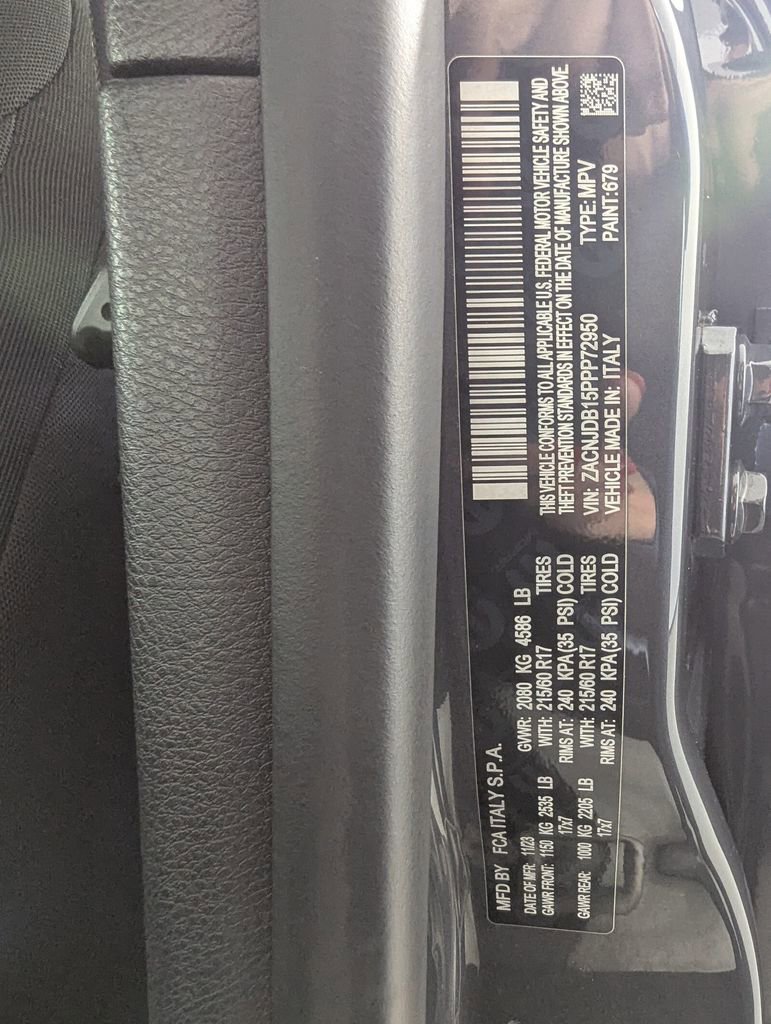 MFD BY FCA ITALY S.P.A.
DATE OF MFR: 11/23 GVWR: 2080 KG 4586 LB
GAWR FRONT: 1150 KG 2535 LB WITH: 215/60 R17 TIRES
17x7 RIMS AT: 240 KPA(35 PSI) COLD
GAWR REAR: 1000 KG 2205 LB WITH: 215/60 R17 TIRES
17x7 RIMS AT: 240 KPA(35 PSI) COLD
THIS VEHICLE CONFORMS TO ALL APPLICABLE U.S. FEDERAL MOTOR VEHICLE SAFETY AND
THEFT PREVENTION STANDARDS IN EFFECT ON THE DATE OF MANUFACTURE SHOWN ABOVE.
VIN: ZACNJDB15PPP72950 TYPE: MPV
VEHICLE MADE IN: ITALY PAINT:679